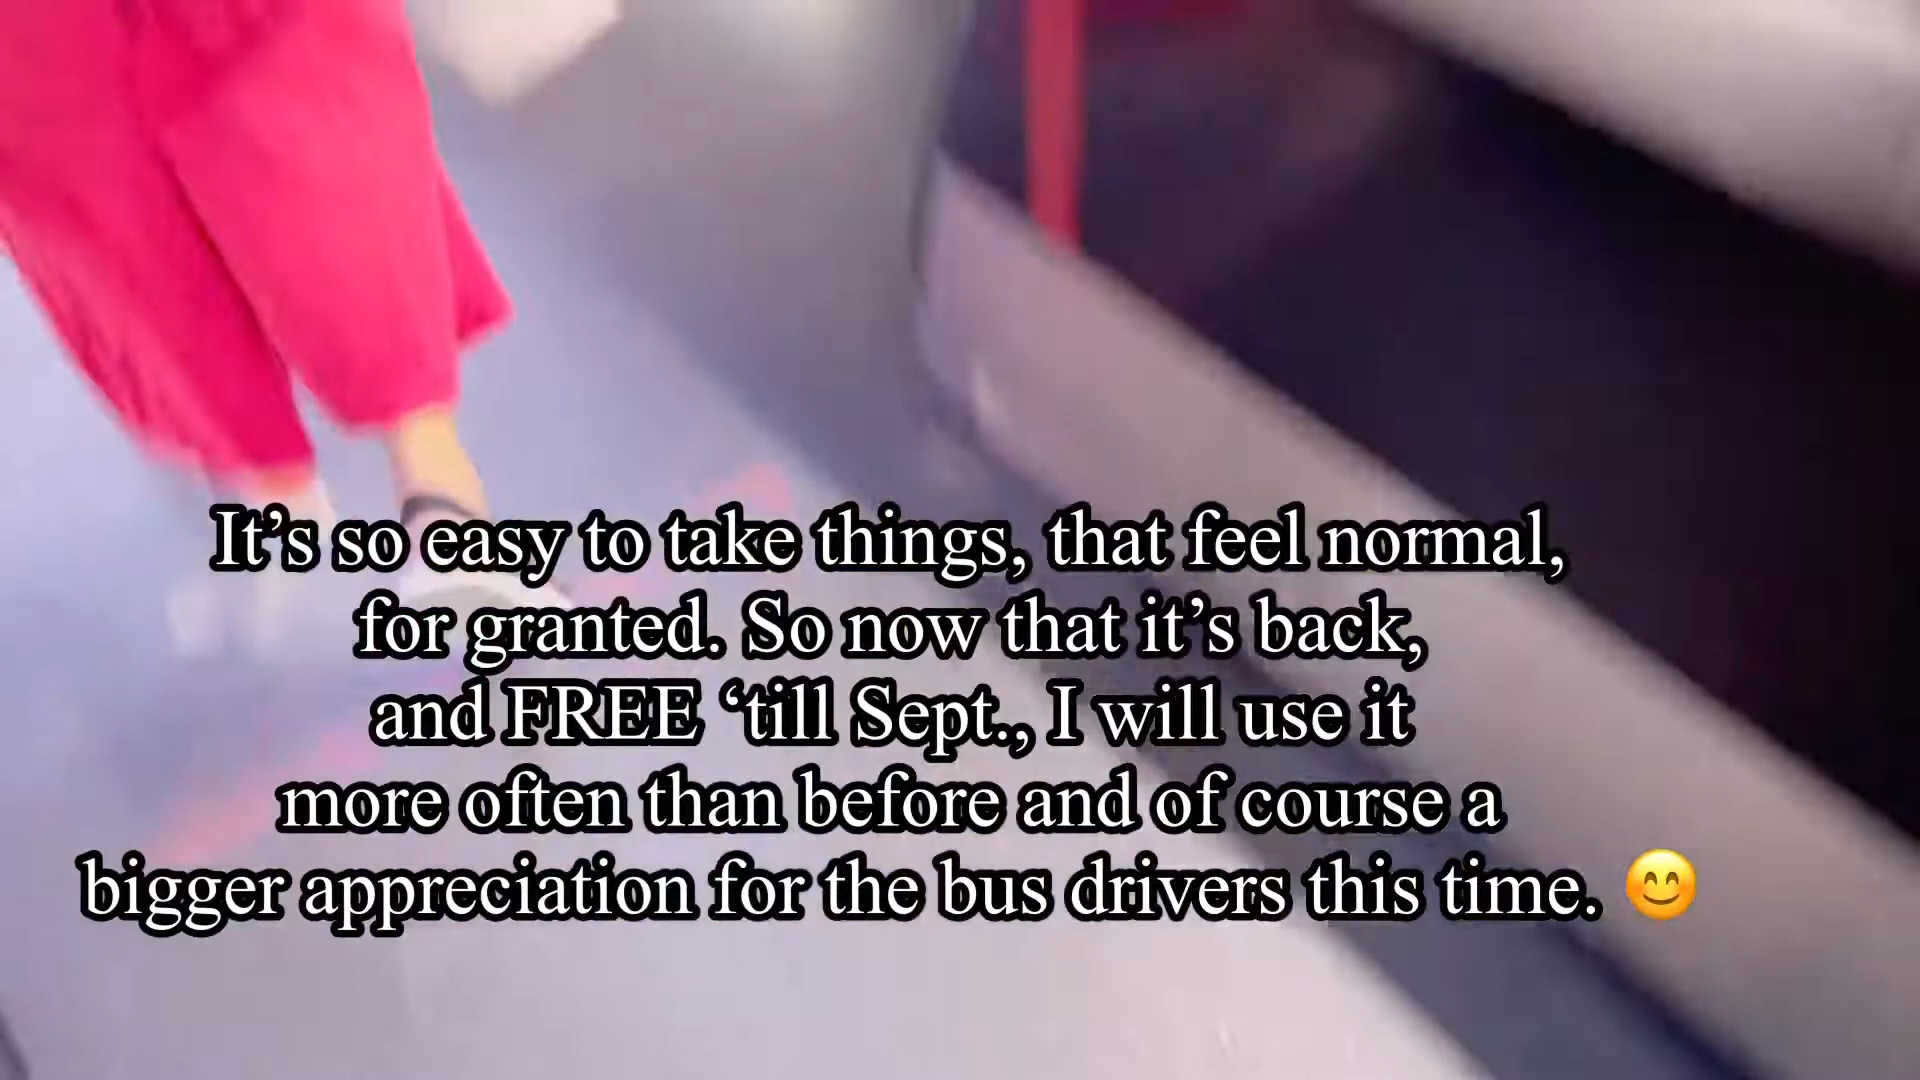 It’s so easy to take things, that feel normal,
for granted. So now that it’s back,
and FREE ‘till Sept., I will use it
more often than before and of course a
bigger appreciation for the bus drivers this time. 😊